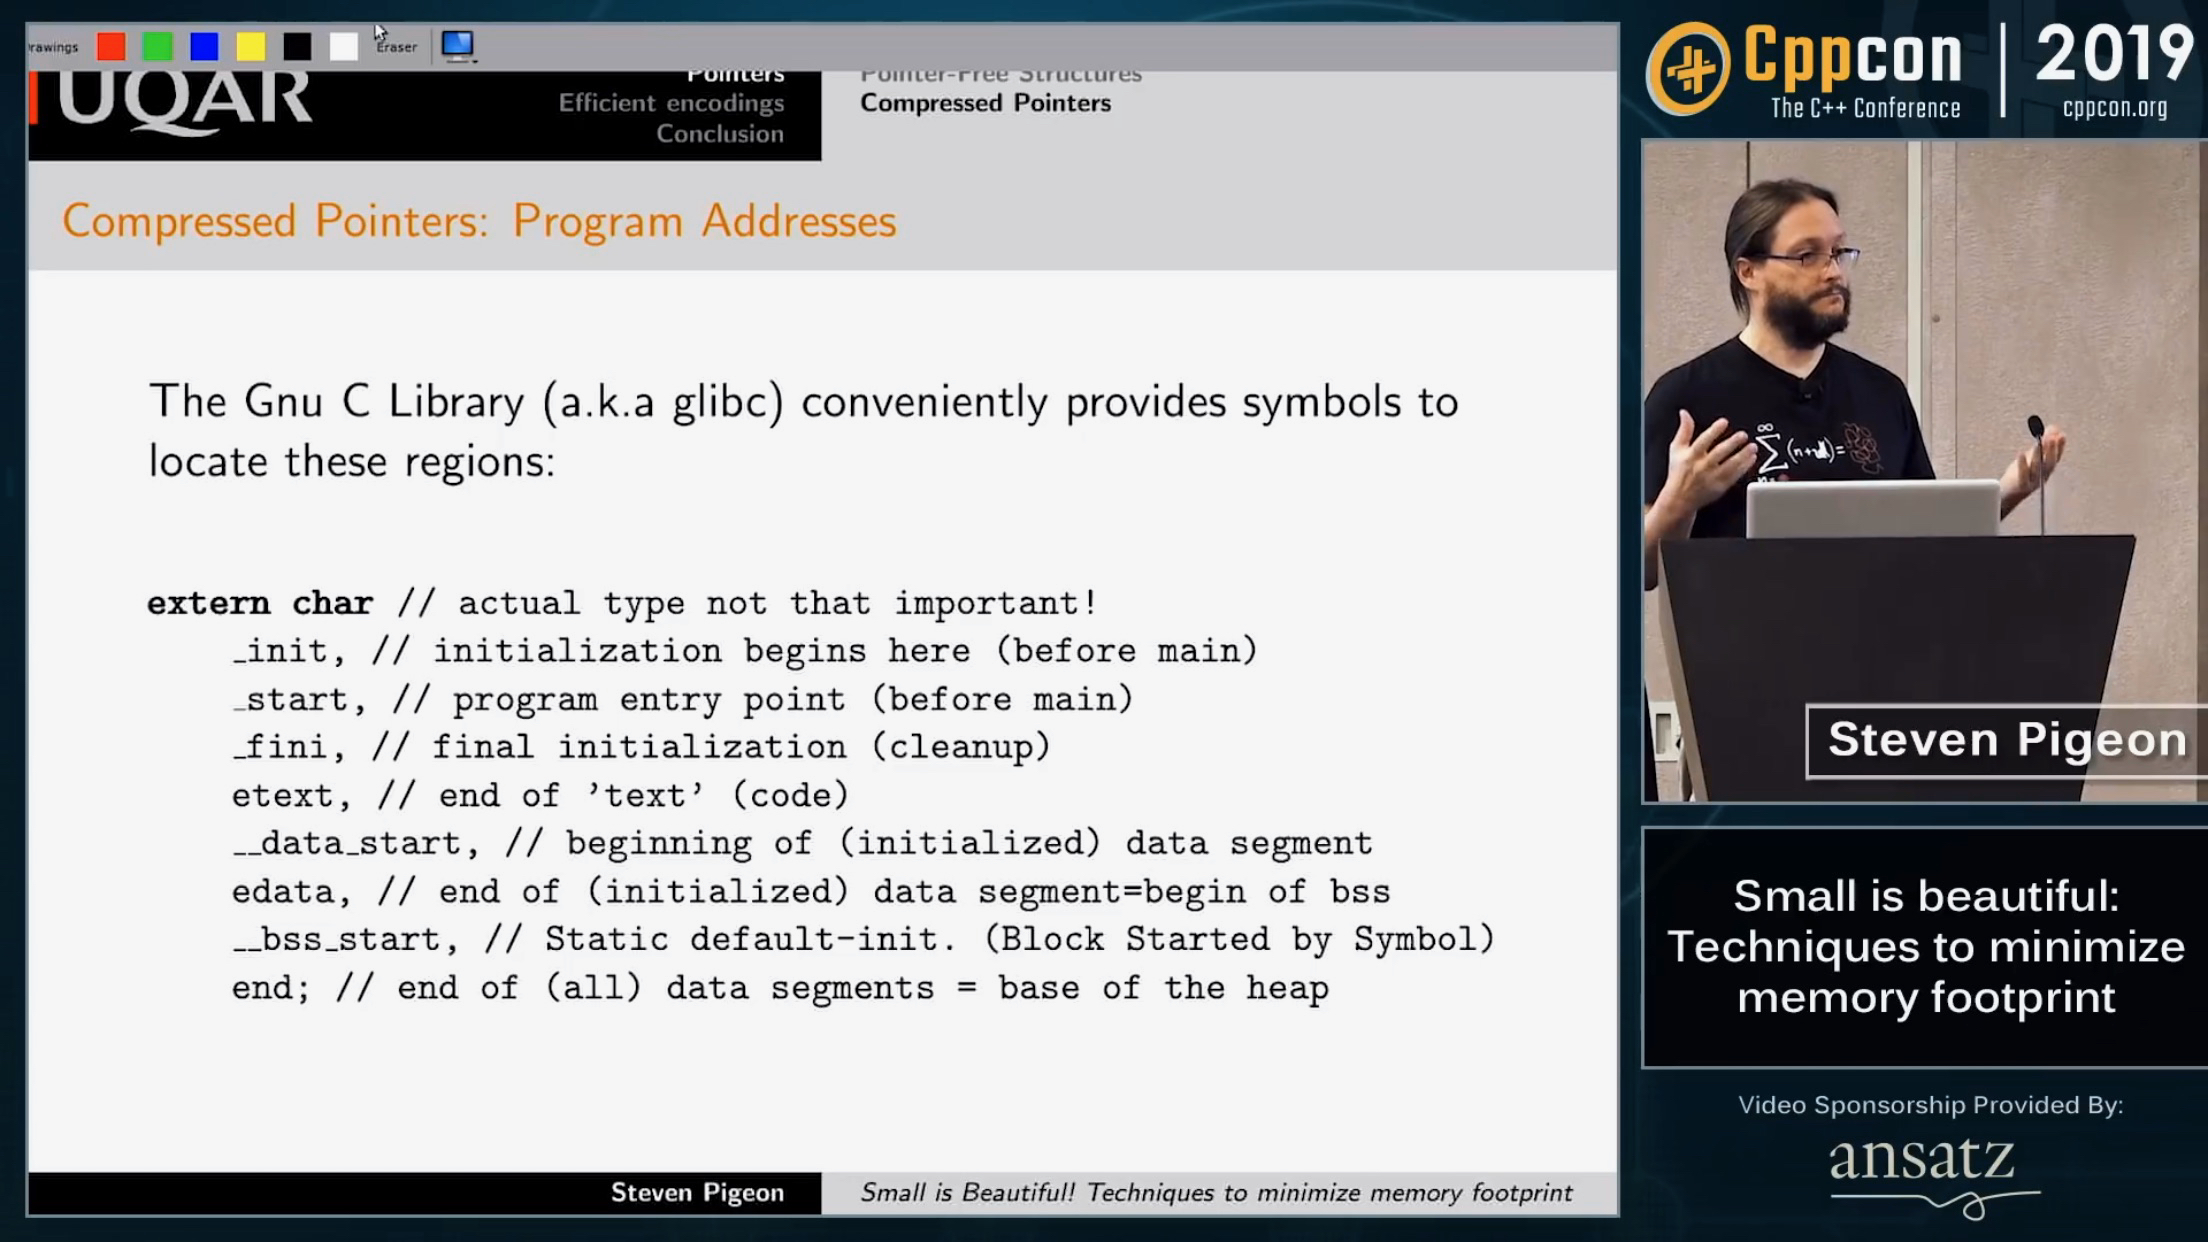 rawings
Eraser
UQAR
Pointers
Efficient encodings
Conclusion
Pointer-Free Structures
Compressed Pointers
Compressed Pointers: Program Addresses
The Gnu C Library (a.k.a glibc) conveniently provides symbols to
locate these regions:
extern char // actual type not that important!
_init, // initialization begins here (before main)
_start, // program entry point (before main)
_fini, // final initialization (cleanup)
etext, // end of ’text’ (code)
__data_start, // beginning of (initialized) data segment
edata, // end of (initialized) data segment=begin of bss
__bss_start, // Static default-init. (Block Started by Symbol)
end; // end of (all) data segments = base of the heap
Steven Pigeon
Small is Beautiful! Techniques to minimize memory footprint
Cppcon
The C++ Conference
2019
cppcon.org
Steven Pigeon
Small is beautiful:
Techniques to minimize
memory footprint
Video Sponsorship Provided By:
ansatz